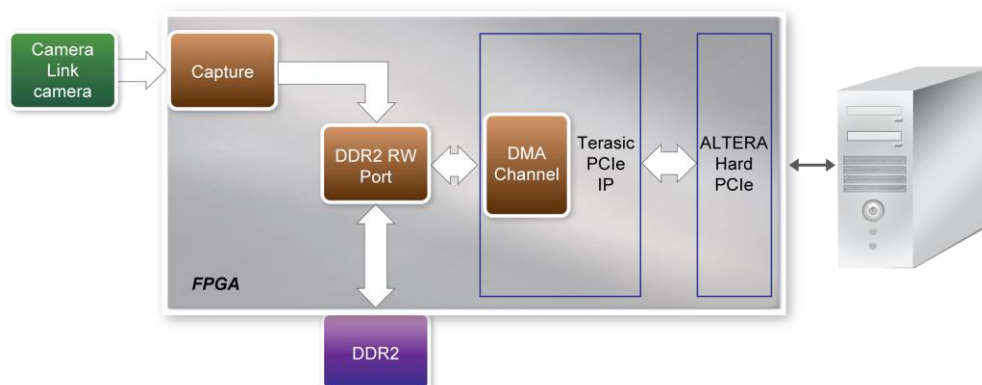 Camera
Link
camera
Capture
DDR2 RW
Port
DMA
Channel
Terasic
PCIe
IP
ALTERA
Hard
PCIe
FPGA
DDR2